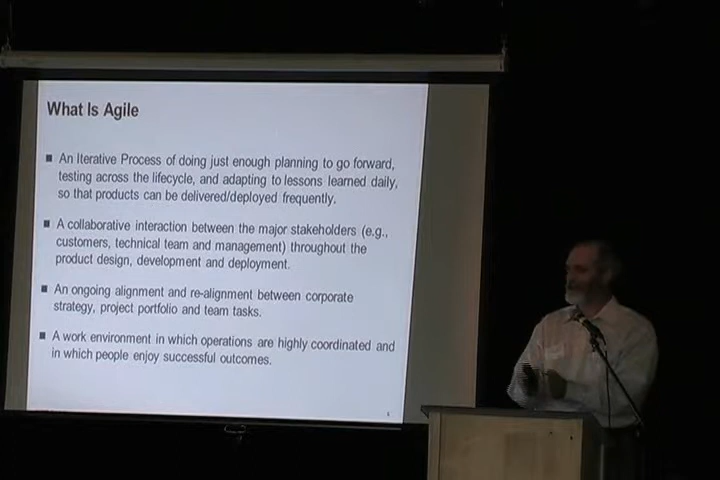 What Is Agile
An Iterative Process of doing just enough planning to go forward,
testing across the lifecycle, and adapting to lessons learned daily,
so that products can be delivered/deployed frequently.
A collaborative interaction between the major stakeholders (e.g.,
customers, technical team and management) throughout the
product design, development and deployment.
An ongoing alignment and re-alignment between corporate
strategy, project portfolio and team tasks.
A work environment in which operations are highly coordinated and
in which people enjoy successful outcomes.